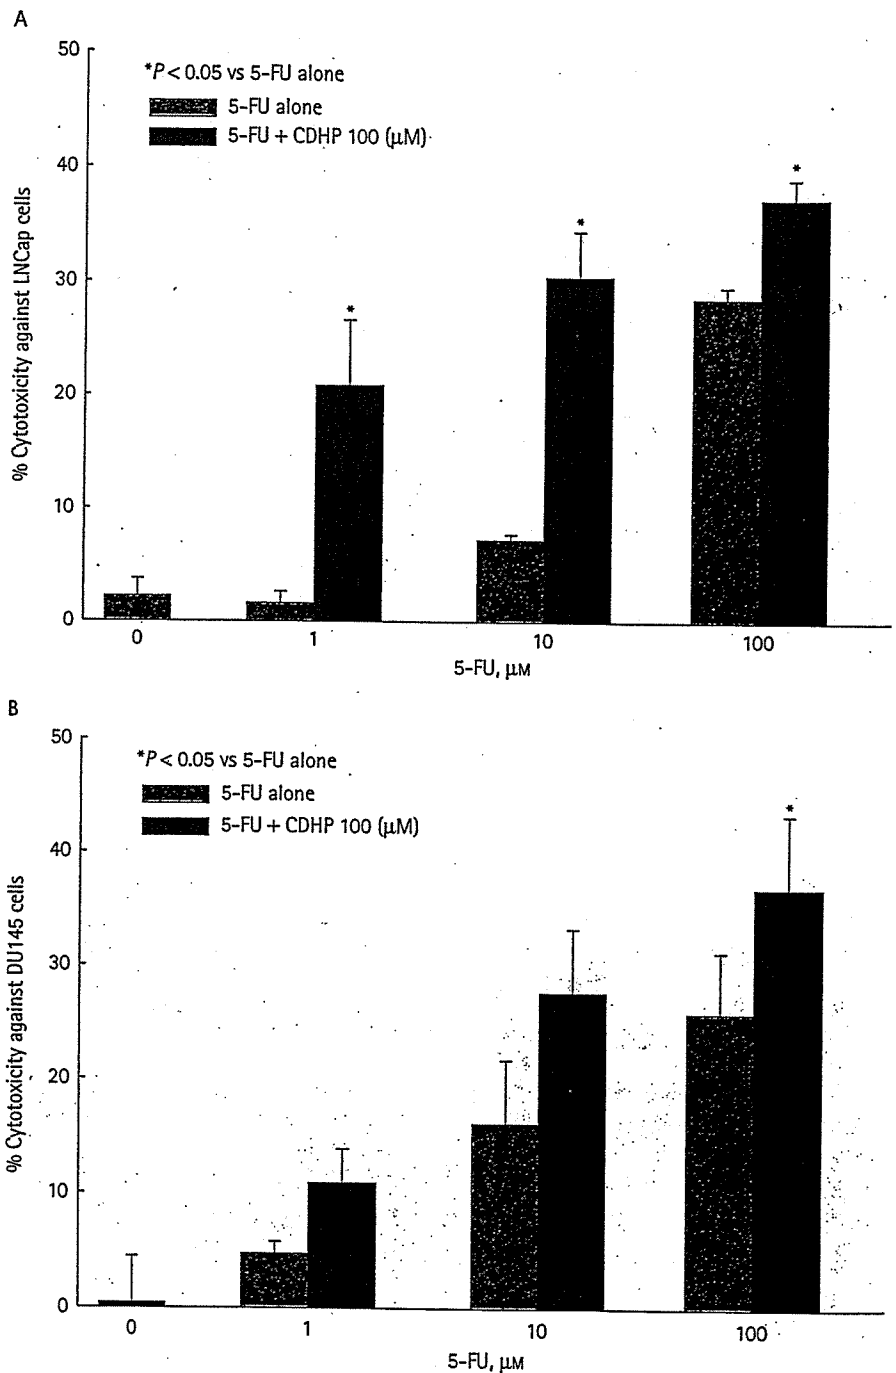 A
50
*P < 0.05 vs 5-FU alone
5-FU alone
5-FU + CDHP 100 (μM)
40
30
20
10
0
% Cytotoxicity against LNCap cells
* * *
0 1 10 100
5-FU, μM
B
50
*P < 0.05 vs 5-FU alone
5-FU alone
5-FU + CDHP 100 (μM)
40
30
20
10
0
% Cytotoxicity against DU145 cells
*
0 1 10 100
5-FU, μM